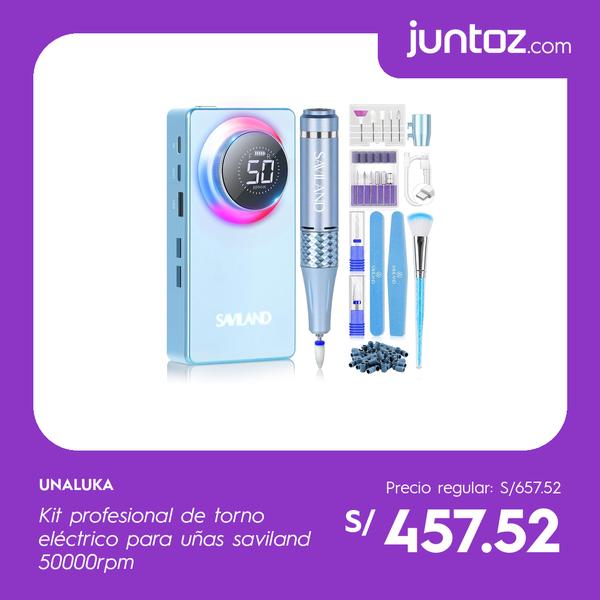 juntoz.com
50
SAVILAND
SAVILAND
UNALUKA
Kit profesional de torno
eléctrico para uñas saviland
50000rpm
Precio regular: S/657.52
S/ 457.52